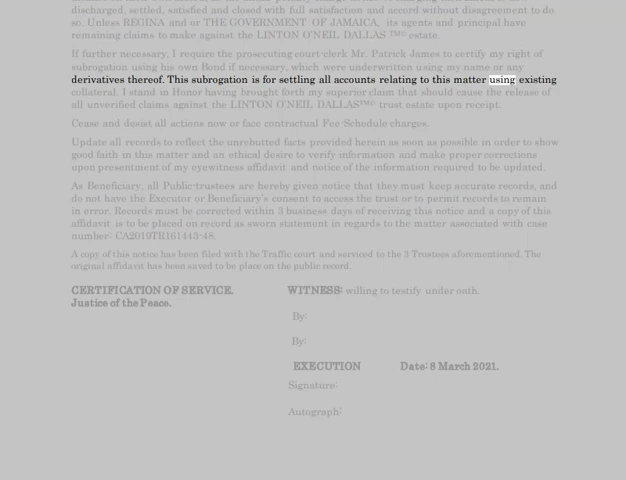 discharged, settled, satisfied and closed with full satisfaction and accord without disagreement to do
so. Unless REGINA and or THE GOVERNMENT OF JAMAICA, its agents and principal have
remaining claims to make against the LINTON O'NEIL DALLAS ™© estate.
If further necessary, I require the prosecuting court-clerk Mr. Patrick James to certify my right of
subrogation using his own Bond if necessary, which were underwritten using my name or any
derivatives thereof. This subrogation is for settling all accounts relating to this matter using existing
collateral. I stand in Honor having brought forth my superior claim that should cause the release of
all unverified claims against the LINTON O'NEIL DALLAS™© trust estate upon receipt.
Cease and desist all actions now or face contractual Fee-Schedule charges.
Update all records to reflect the unrebutted facts provided herein as soon as possible in order to show
good faith in this matter and an ethical desire to verify information and make proper corrections
upon presentment of my eyewitness affidavit and notice of the information required to be updated.
As Beneficiary, all Public-trustees are hereby given notice that they must keep accurate records, and
do not have the Executor or Beneficiary's consent to access the trust or to permit records to remain
in error. Records must be corrected within 3 business days of receiving this notice and a copy of this
affidavit is to be placed on record as sworn statement in regards to the matter associated with case
number: CA2019TR161443-48.
A copy of this notice has been filed with the Traffic court and serviced to the 3 Trustees aforementioned. The
original affidavit has been saved to be place on the public record.
CERTIFICATION OF SERVICE.
Justice of the Peace.
WITNESS: willing to testify under oath.
By:
By:
EXECUTION Date: 8 March 2021.
Signature:
Autograph: